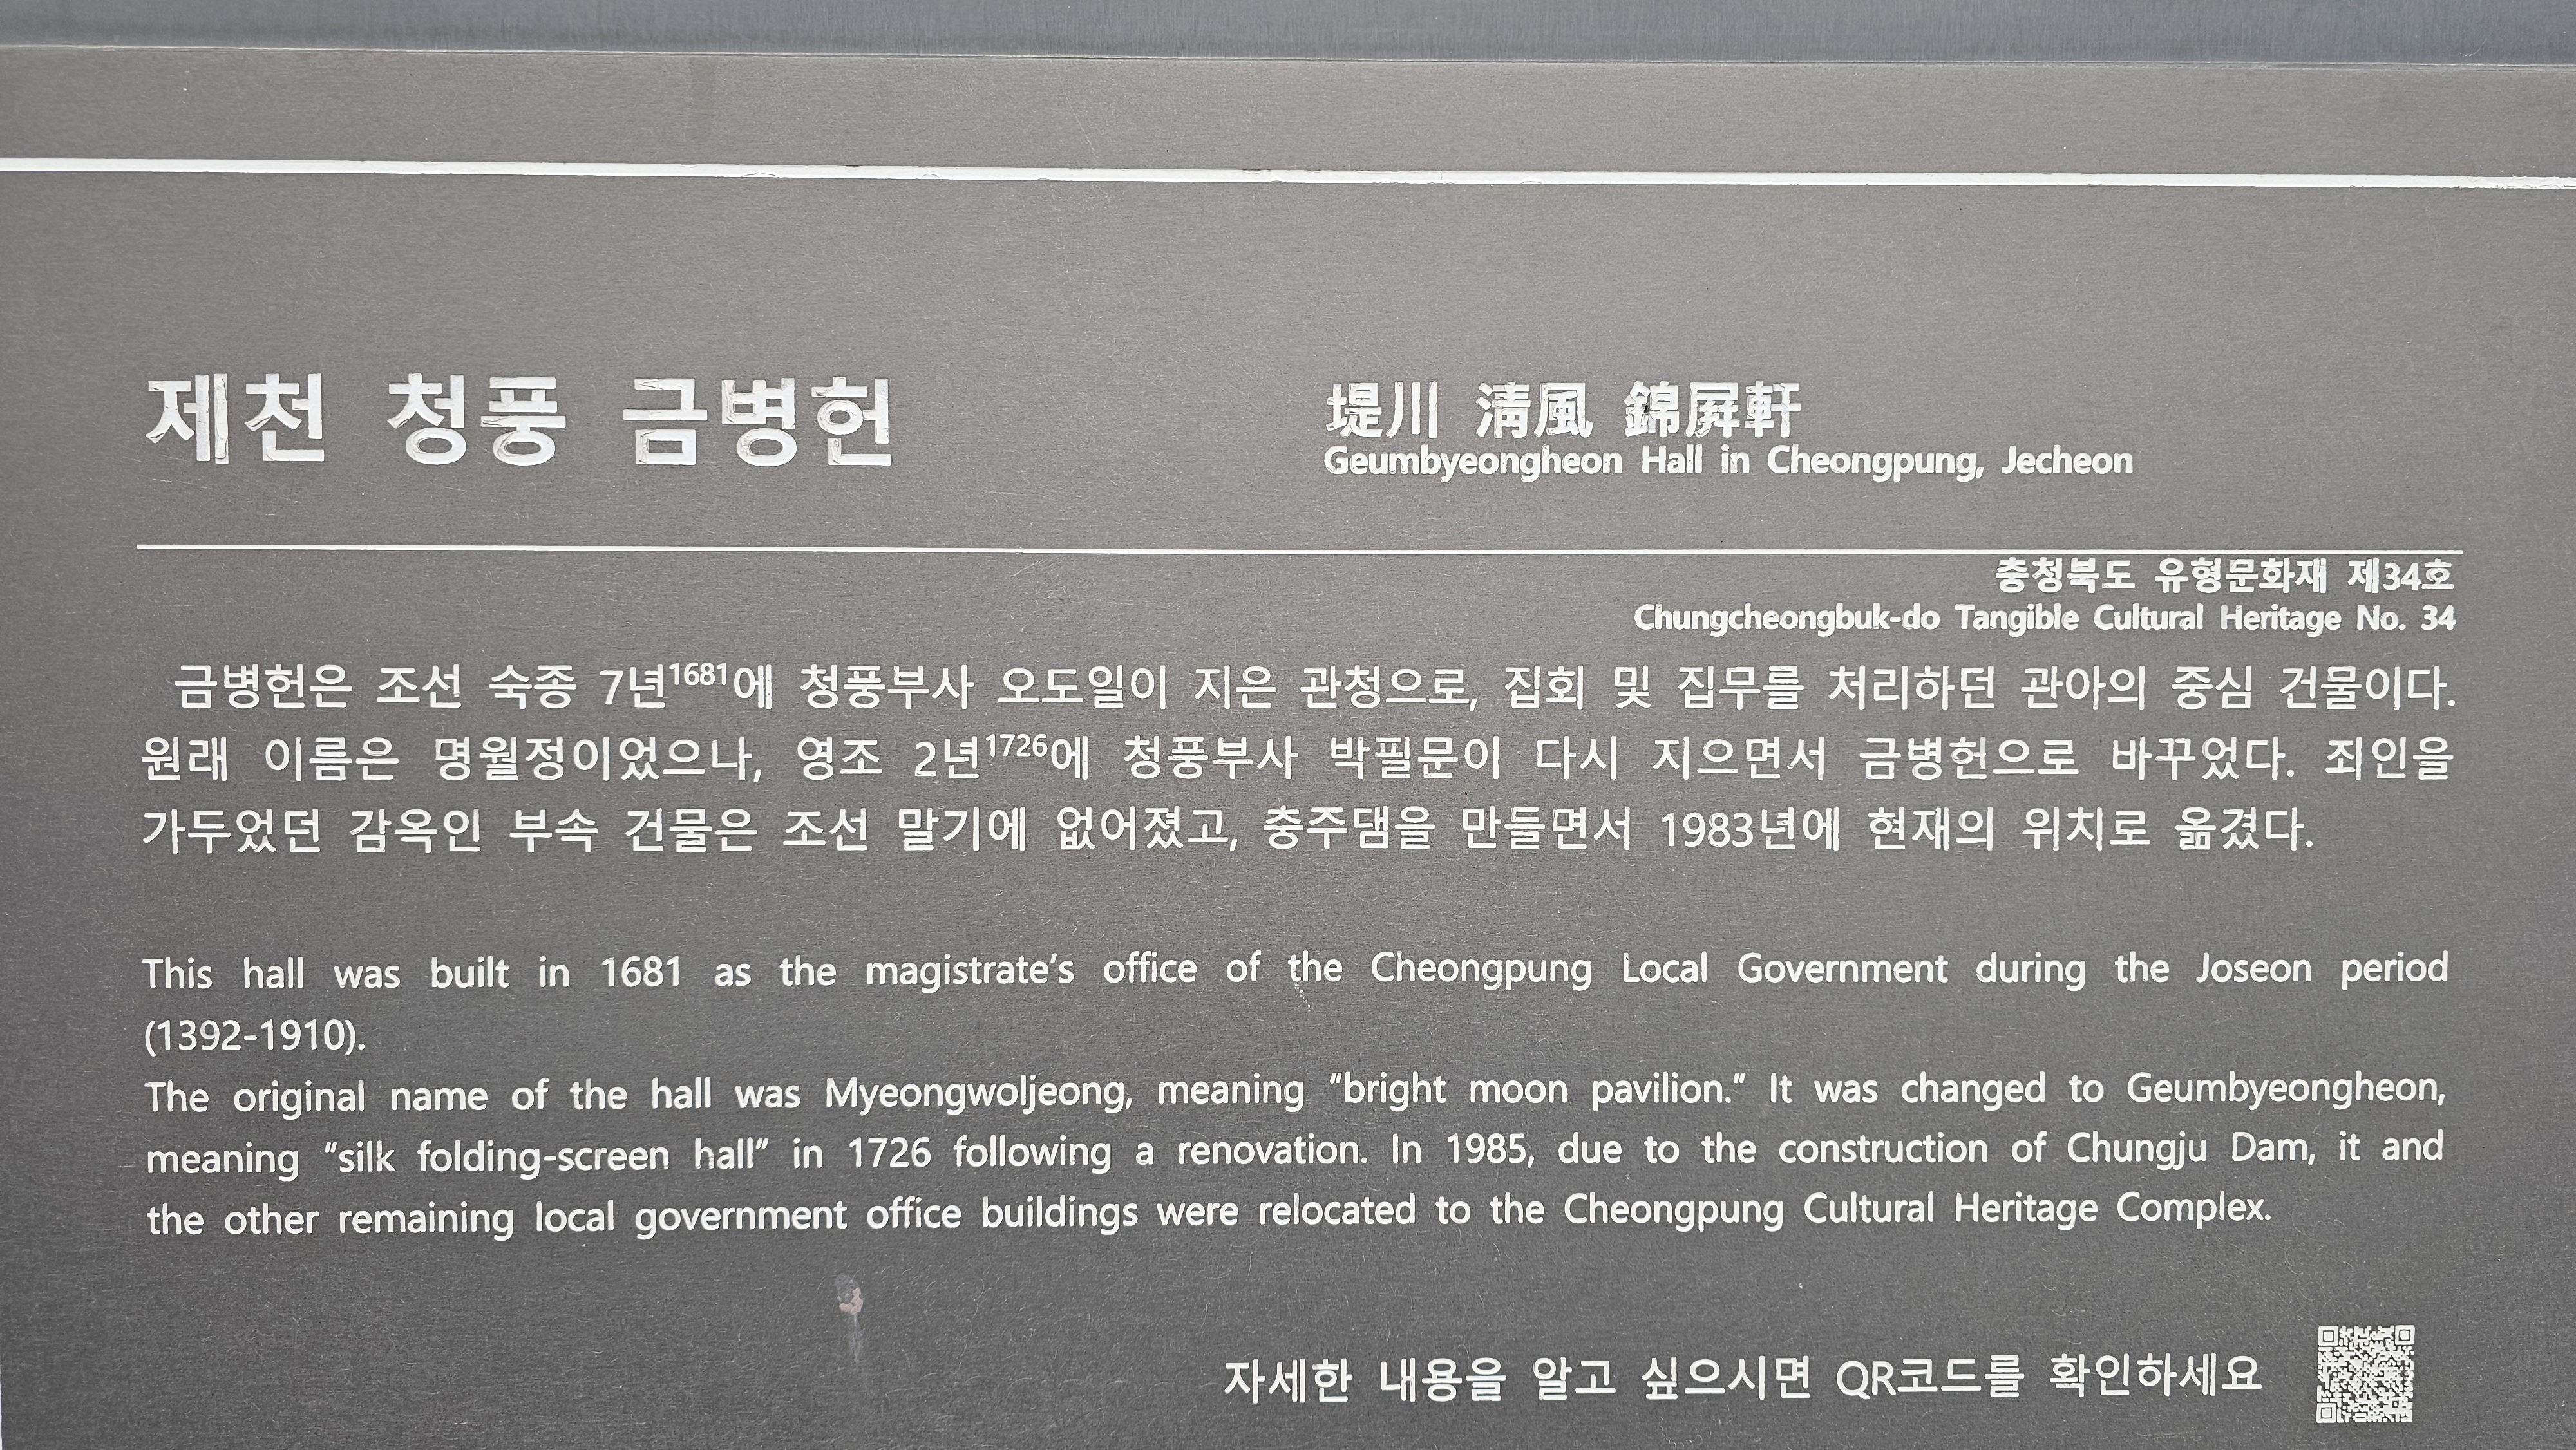 제천 청풍 금병헌
堤川 淸風 錦屛軒
Geumbyeongheon Hall in Cheongpung, Jecheon
충청북도 유형문화재 제34호
Chungcheongbuk-do Tangible Cultural Heritage No. 34
금병헌은 조선 숙종 7년1681에 청풍부사 오도일이 지은 관청으로, 집회 및 집무를 처리하던 관아의 중심 건물이다.
원래 이름은 명월정이었으나, 영조 2년1726에 청풍부사 박필문이 다시 지으면서 금병헌으로 바꾸었다. 죄인을
가두었던 감옥인 부속 건물은 조선 말기에 없어졌고, 충주댐을 만들면서 1983년에 현재의 위치로 옮겼다.
This hall was built in 1681 as the magistrate's office of the Cheongpung Local Government during the Joseon period
(1392-1910).
The original name of the hall was Myeongwoljeong, meaning "bright moon pavilion." It was changed to Geumbyeongheon,
meaning "silk folding-screen hall" in 1726 following a renovation. In 1985, due to the construction of Chungju Dam, it and
the other remaining local government office buildings were relocated to the Cheongpung Cultural Heritage Complex.
자세한 내용을 알고 싶으시면 QR코드를 확인하세요